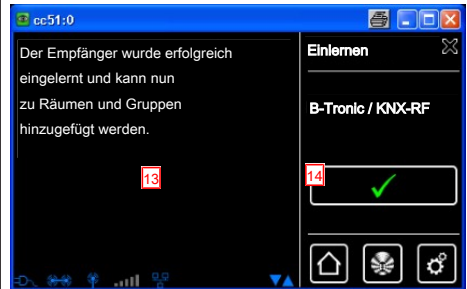 cc51:0
Der Empfänger wurde erfolgreich
eingelernt und kann nun
zu Räumen und Gruppen
hinzugefügt werden.
13
Einlernen
B-Tronic / KNX-RF
14